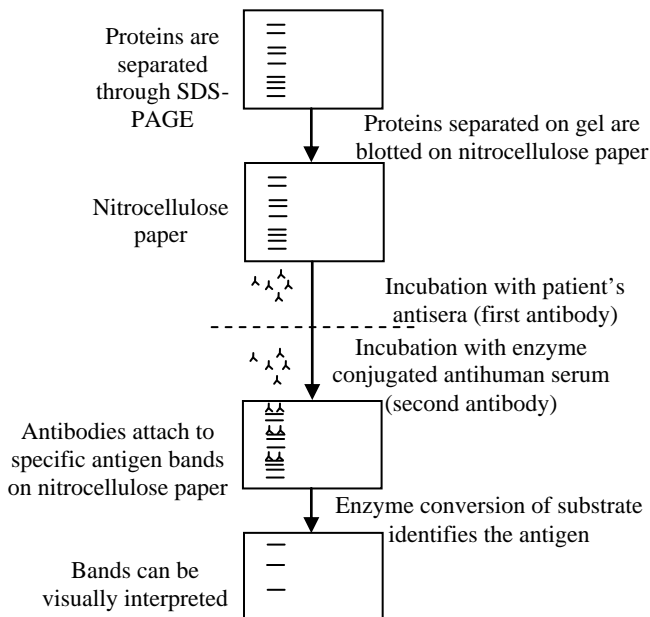 Proteins are
separated
through SDS-
PAGE
Proteins separated on gel are
blotted on nitrocellulose paper
Nitrocellulose
paper
Incubation with patient's
antisera (first antibody)
Incubation with enzyme
conjugated antihuman serum
(second antibody)
Antibodies attach to
specific antigen bands
on nitrocellulose paper
Enzyme conversion of substrate
identifies the antigen
Bands can be
visually interpreted